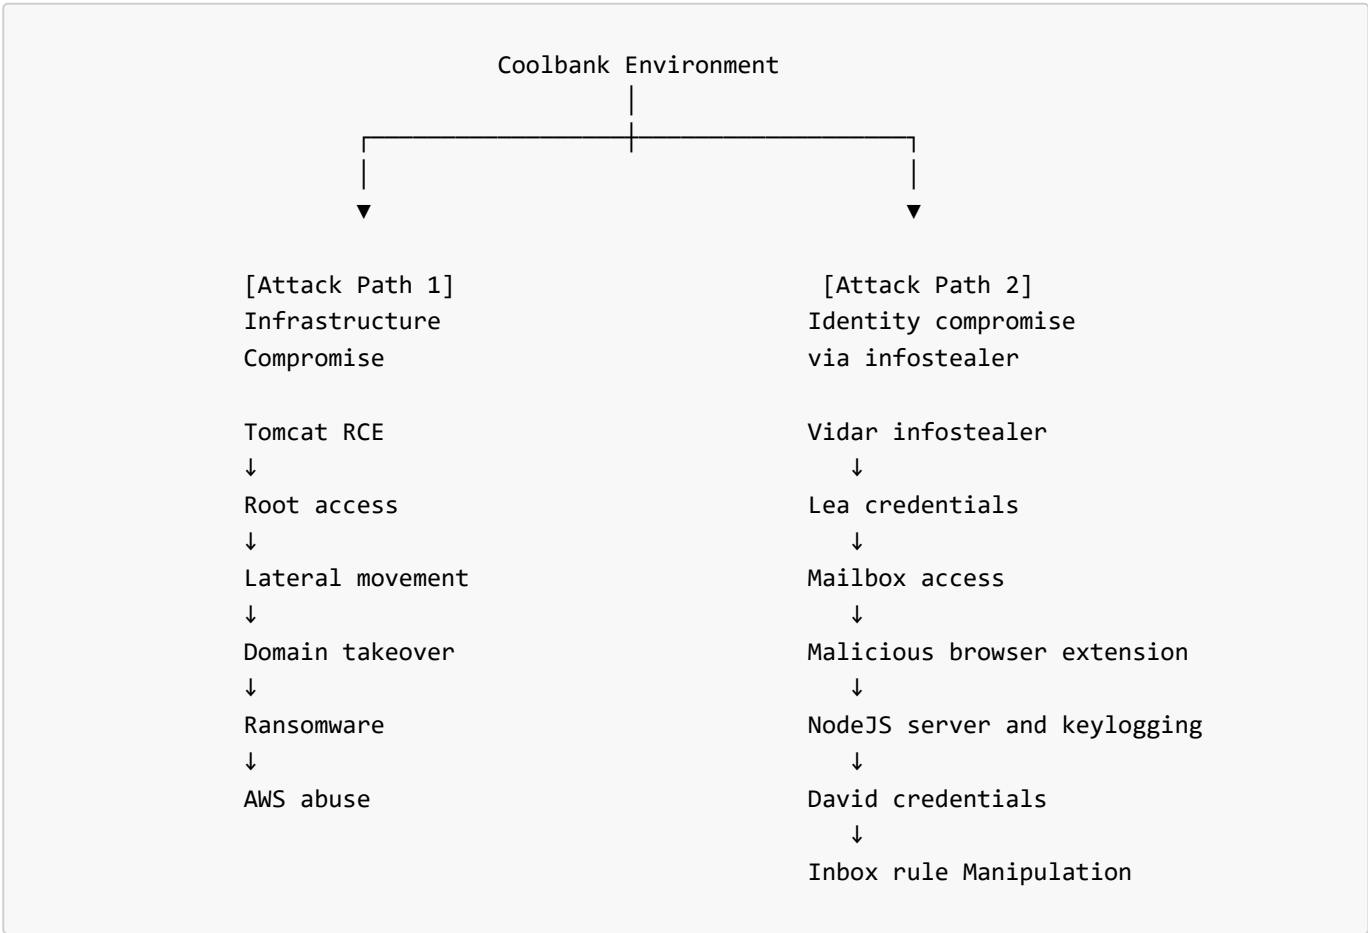 Coolbank Environment
[Attack Path 1]
Infrastructure
Compromise
Tomcat RCE
↓
Root access
↓
Lateral movement
↓
Domain takeover
↓
Ransomware
↓
AWS abuse
[Attack Path 2]
Identity compromise
via infostealer
Vidar infostealer
↓
Lea credentials
↓
Mailbox access
↓
Malicious browser extension
↓
NodeJS server and keylogging
↓
David credentials
↓
Inbox rule Manipulation